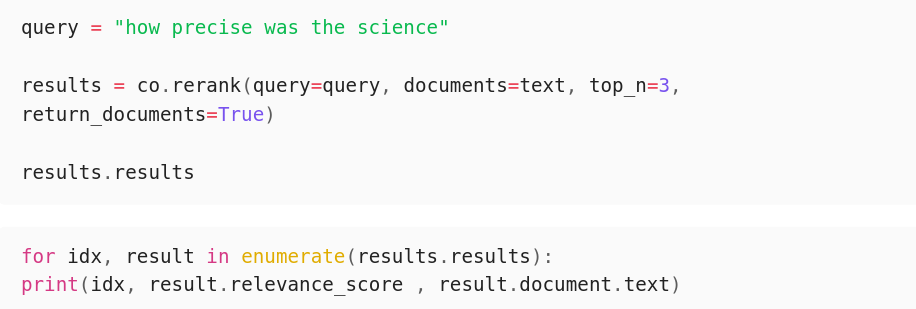 query = "how precise was the science"
results = co.rerank(query=query, documents=text, top_n=3,
return_documents=True)
results.results
for idx, result in enumerate(results.results):
print(idx, result.relevance_score , result.document.text)